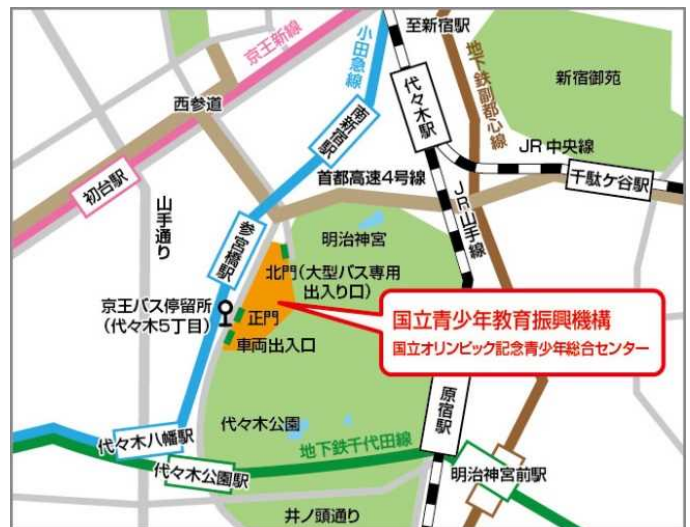 至新宿駅
京王新線
小田急線
代々木駅
地下鉄副都心線
新宿御苑
西参道
南新宿駅
JR中央線
初台駅
首都高速4号線
千駄ケ谷駅
山手通り
参宮橋駅
明治神宮
JR山手線
北門(大型バス専用
出入り口)
京王バス停留所
(代々木5丁目)
正門
車両出入口
国立青少年教育振興機構
国立オリンピック記念青少年総合センター
原宿駅
代々木公園
代々木八幡駅
地下鉄千代田線
代々木公園駅
明治神宮前駅
井ノ頭通り